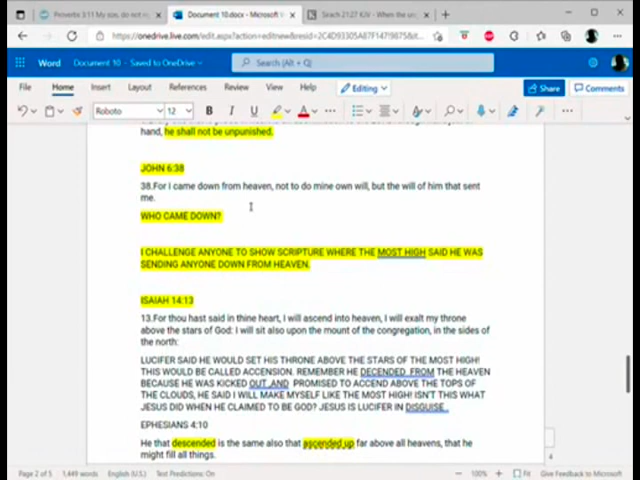 Proverbs 3:11 My son, do not
Document 10.docx - Microsoft
Sirach 21:27 KJV - When the un
https://onedrive.live.com/edit.aspx?action=editnew&resid=
Word Document 10 - Saved to OneDrive
Search (Alt + Q)
File Home Insert Layout References Review View Help Editing Share Comments
Roboto 12 B I U A
hand, he shall not be unpunished.
JOHN 6:38
38.For I came down from heaven, not to do mine own will, but the will of him that sent
me.
WHO CAME DOWN?
I CHALLENGE ANYONE TO SHOW SCRIPTURE WHERE THE MOST HIGH SAID HE WAS
SENDING ANYONE DOWN FROM HEAVEN.
ISAIAH 14:13
13.For thou hast said in thine heart, I will ascend into heaven, I will exalt my throne
above the stars of God: I will sit also upon the mount of the congregation, in the sides of
the north:
LUCIFER SAID HE WOULD SET HIS THRONE ABOVE THE STARS OF THE MOST HIGH!
THIS WOULD BE CALLED ACCENSION. REMEMBER HE DECENDED FROM THE HEAVEN
BECAUSE HE WAS KICKED OUT AND PROMISED TO ACCEND ABOVE THE TOPS OF
THE CLOUDS, HE SAID I WILL MAKE MYSELF LIKE THE MOST HIGH! ISN'T THIS WHAT
JESUS DID WHEN HE CLAIMED TO BE GOD? JESUS IS LUCIFER IN DISGUISE..
EPHESIANS 4:10
He that descended is the same also that ascended up far above all heavens, that he
might fill all things.
4
Page 2 of 5 1,449 words English (U.S.) Text Predictions: On 100% Fit Give Feedback to Microsoft